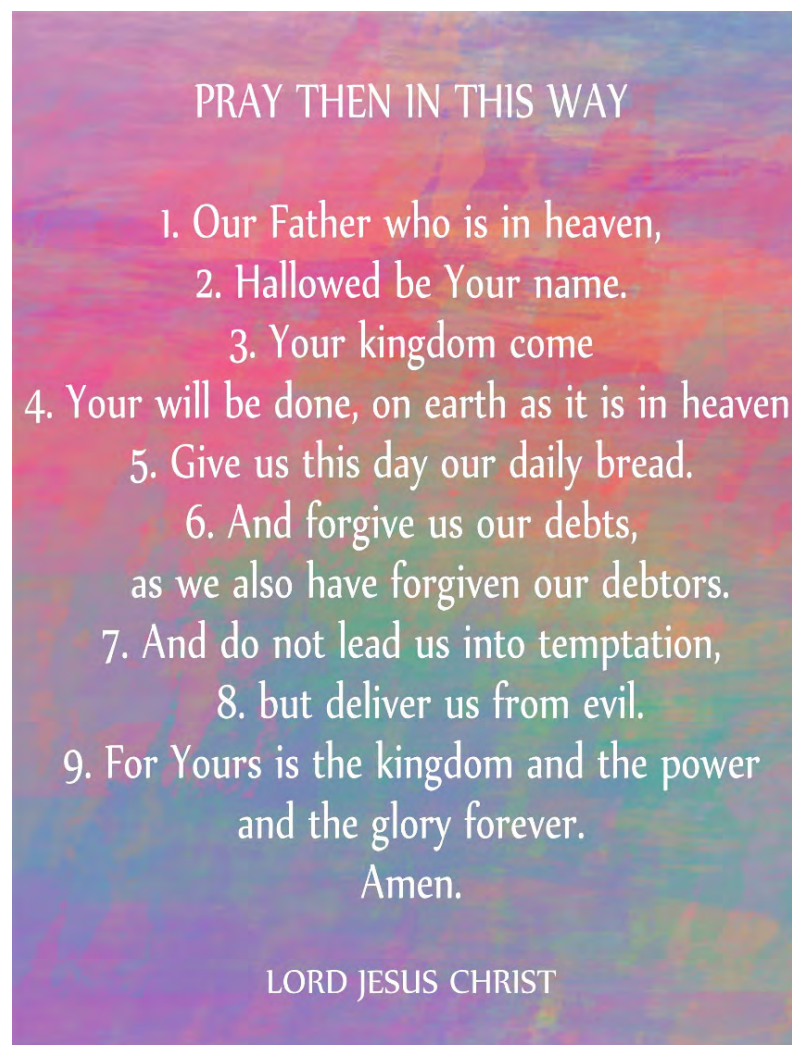 PRAY THEN IN THIS WAY
1. Our Father who is in heaven,
2. Hallowed be Your name.
3. Your kingdom come
4. Your will be done, on earth as it is in heaven
5. Give us this day our daily bread.
6. And forgive us our debts,
as we also have forgiven our debtors.
7. And do not lead us into temptation,
8. but deliver us from evil.
9. For Yours is the kingdom and the power
and the glory forever.
Amen.
LORD JESUS CHRIST